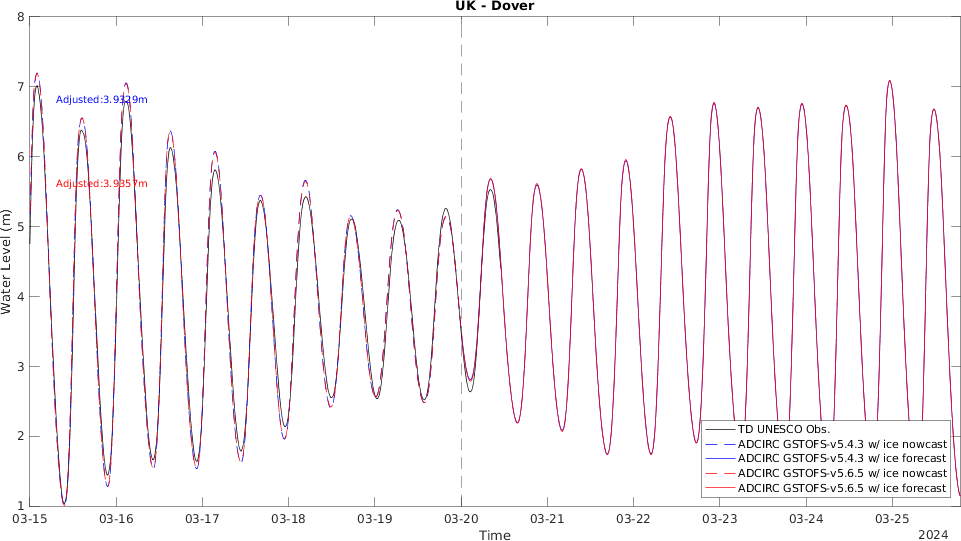 UK - Dover
8
7
6
5
4
3
2
1
Water Level (m)
Adjusted:3.9329m
Adjusted:3.9357m
TD UNESCO Obs.
ADCIRC GSTOFS-v5.4.3 w/ ice nowcast
ADCIRC GSTOFS-v5.4.3 w/ ice forecast
ADCIRC GSTOFS-v5.6.5 w/ ice nowcast
ADCIRC GSTOFS-v5.6.5 w/ ice forecast
03-15 03-16 03-17 03-18 03-19 03-20 03-21 03-22 03-23 03-24 03-25
Time
2024